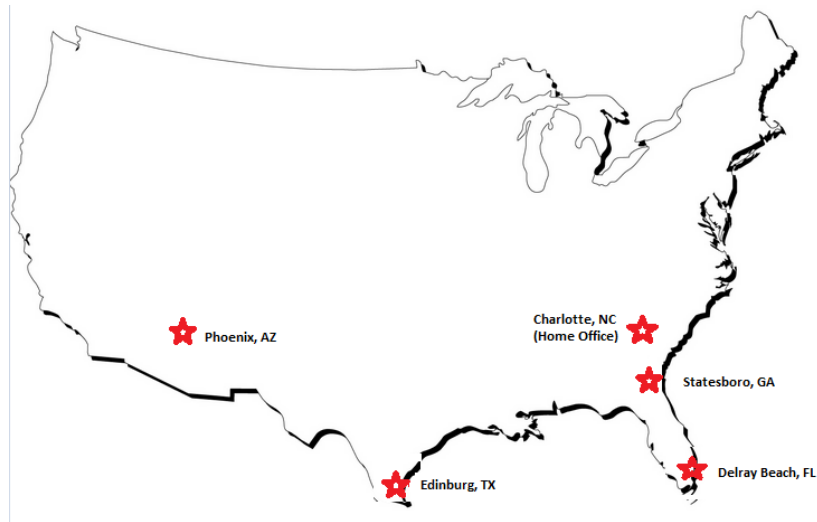 Charlotte, NC
(Home Office)
Phoenix, AZ
Statesboro, GA
Delray Beach, FL
Edinburg, TX